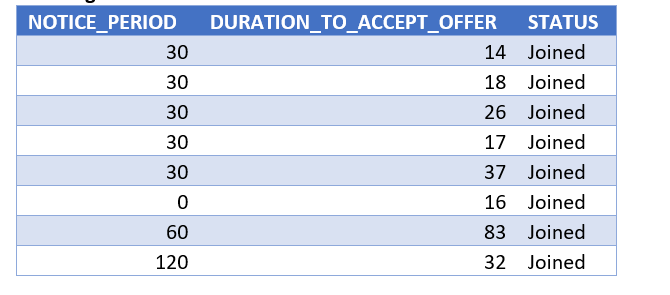 NOTICE_PERIOD DURATION_TO_ACCEPT_OFFER STATUS
30 14 Joined
30 18 Joined
30 26 Joined
30 17 Joined
30 37 Joined
0 16 Joined
60 83 Joined
120 32 Joined